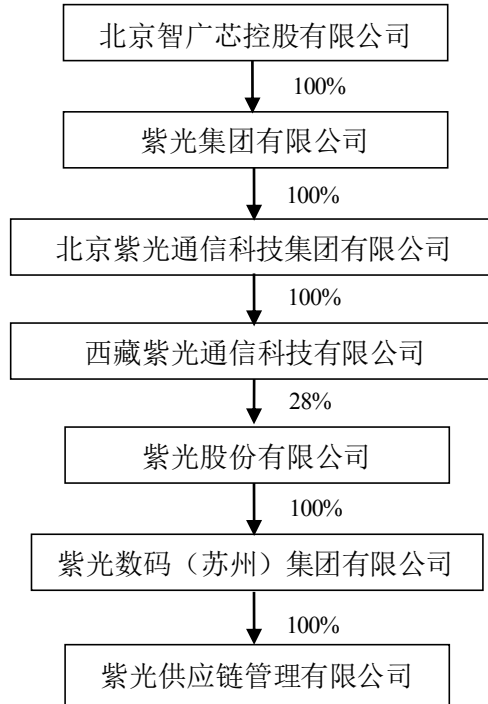 北京智广芯控股有限公司
100%
紫光集团有限公司
100%
北京紫光通信科技集团有限公司
100%
西藏紫光通信科技有限公司
28%
紫光股份有限公司
100%
紫光数码（苏州）集团有限公司
100%
紫光供应链管理有限公司